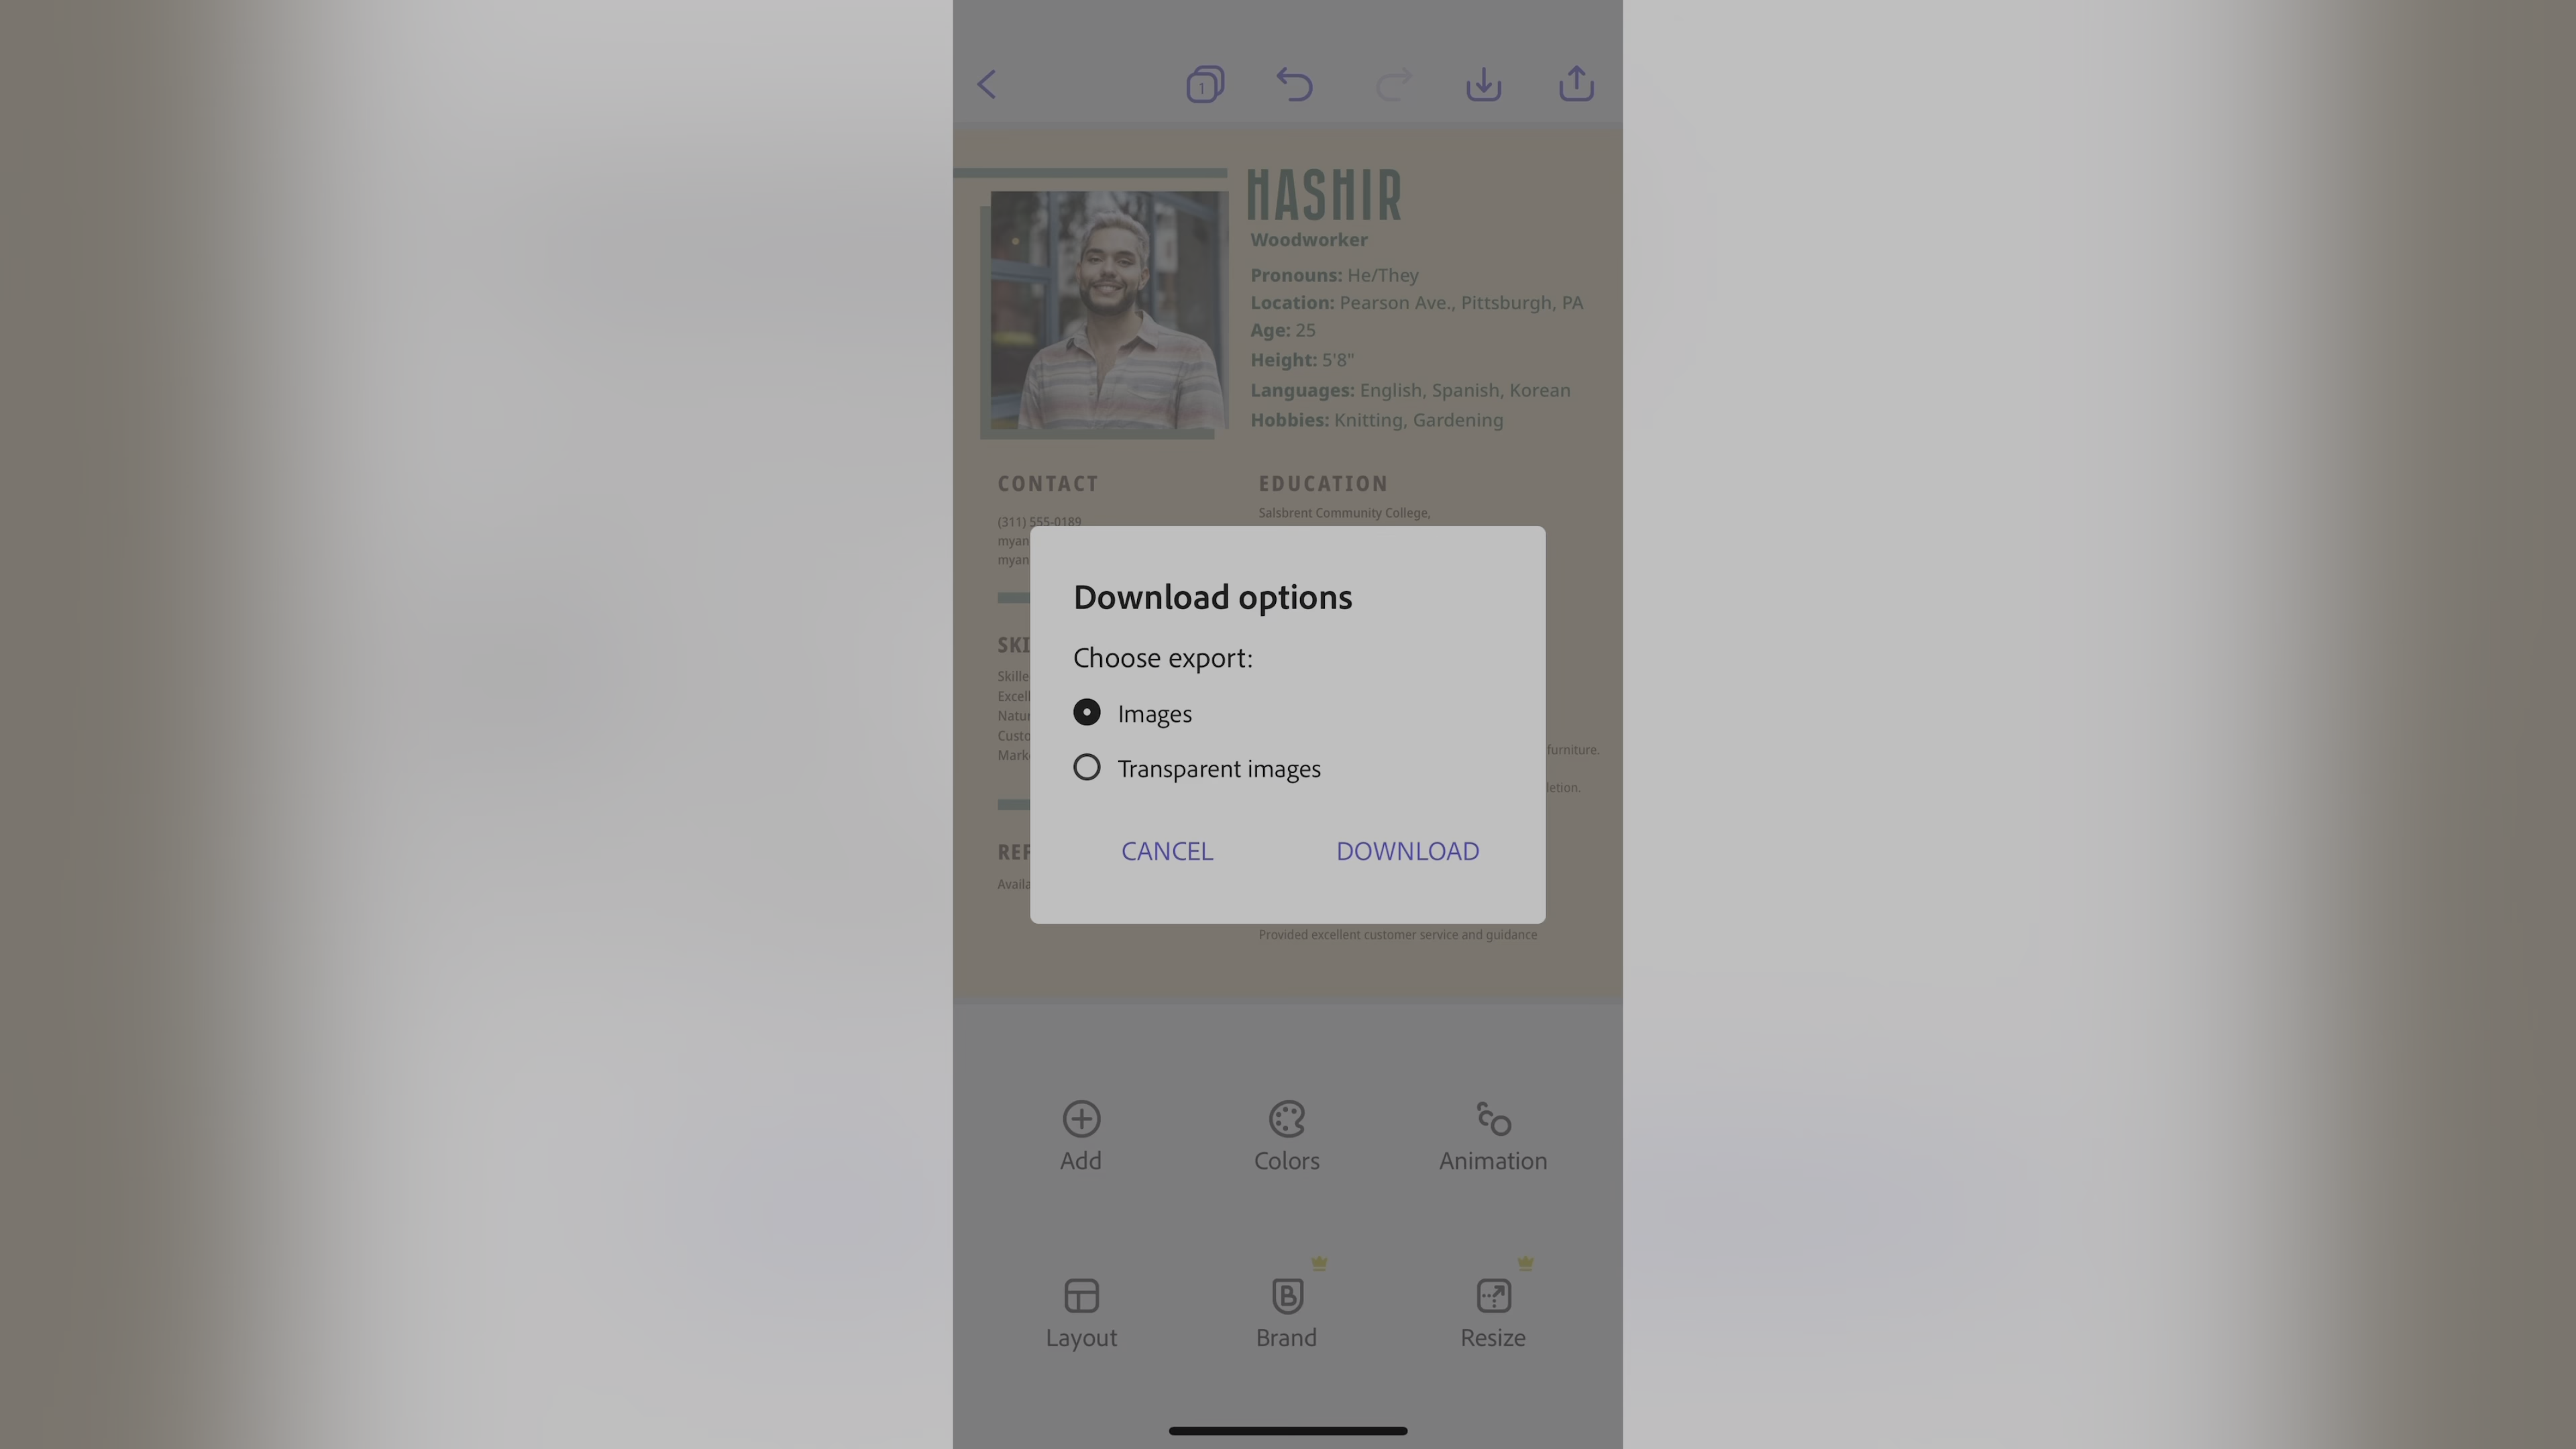 1
HASHIR
Woodworker
Pronouns: He/They
Location: Pearson Ave., Pittsburgh, PA
Age: 25
Height: 5'8"
Languages: English, Spanish, Korean
Hobbies: Knitting, Gardening
CONTACT
(311) 555-0189
EDUCATION
Salsbrent Community College,
Download options
Choose export:
Images
Transparent images
CANCEL
DOWNLOAD
furniture.
Provided excellent customer service and guidance
Add
Colors
Animation
Layout
B
Brand
Resize